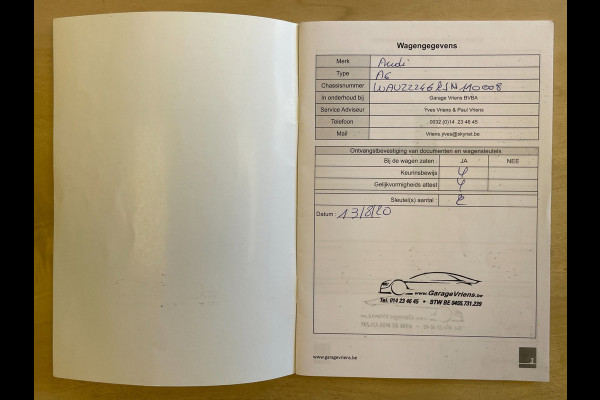 Wagengegevens
Merk Audi
Type A6
Chassisnummer
In onderhoud bij Garage Vriens BVBA
Service Adviseur Yves Vriens & Paul Vriens
Telefoon 0032 (0)14 23 46 45
Mail Vriens.yves@skynet.be
Ontvangstbevestiging van documenten en wagensleutels
Bij de wagen zaten : JA NEE
Keurinsbewijs
Gelijkvormigheids attest
Sleutel(s) aantal : 2
Datum : 13/8/20
www.GarageVriens.be
Tel. 014 23 46 45 • BTW BE 0455.731.239
www.garagevriens.be
3